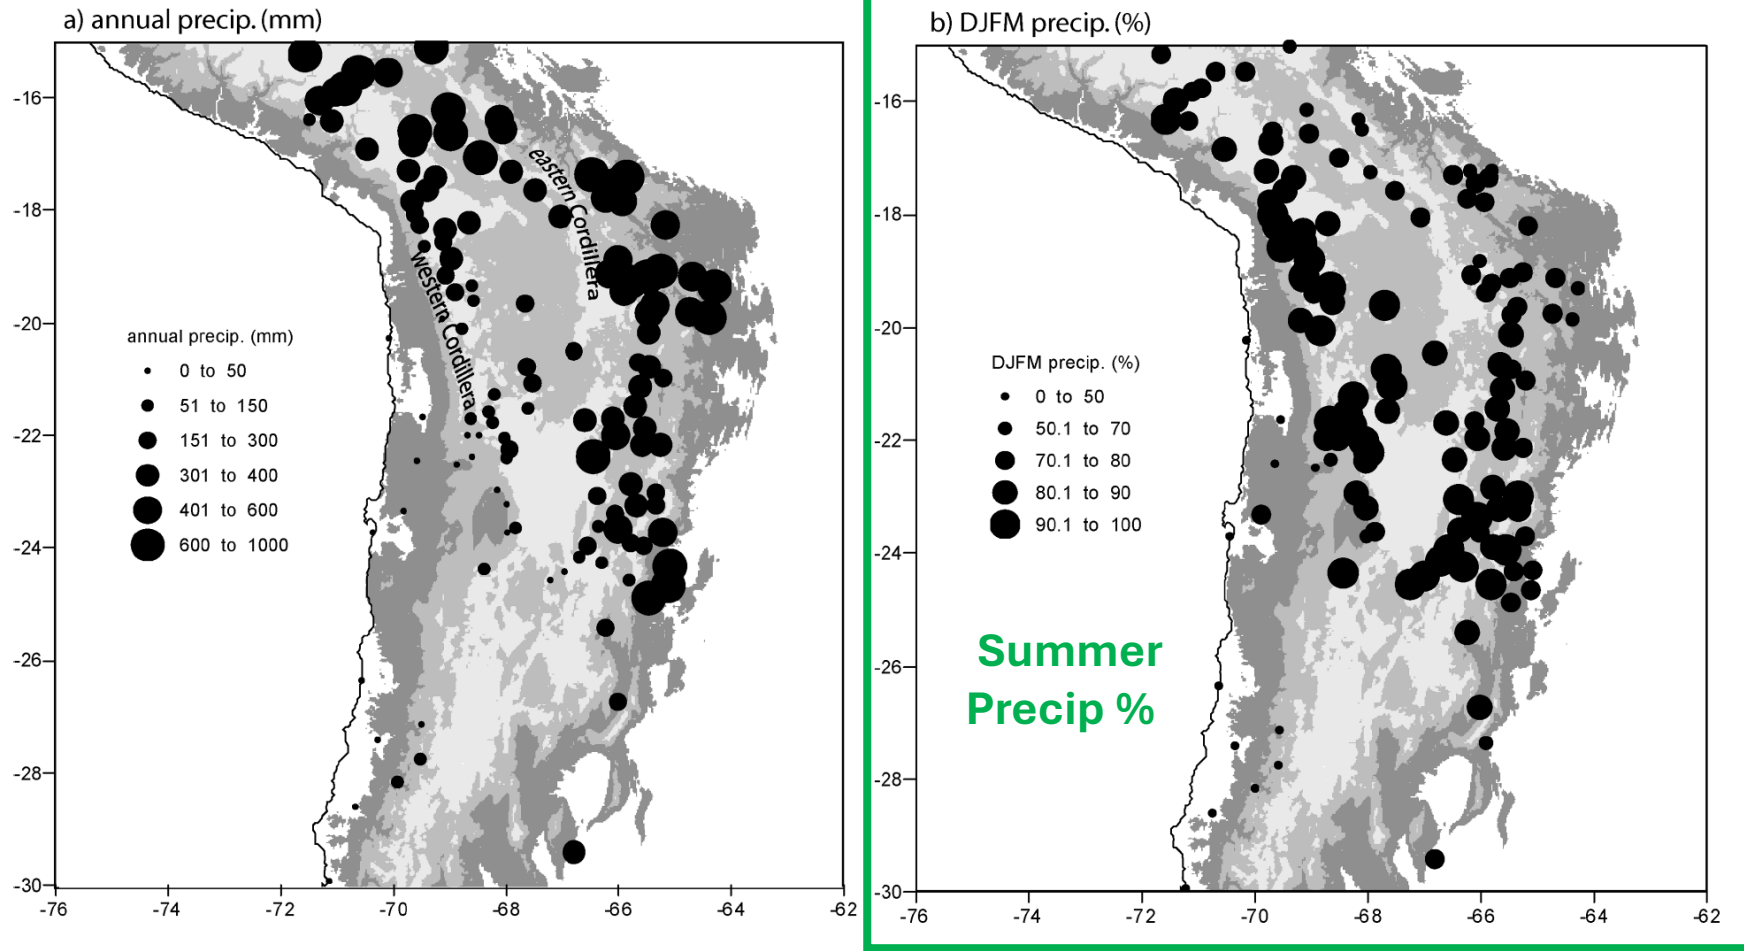 a) annual precip. (mm)
-16
-18
-20
-22
-24
-26
-28
-30
-76
-74
-72
-70
-68
-66
-64
-62
eastern Cordillera
western Cordillera
annual precip. (mm)
0 to 50
51 to 150
151 to 300
301 to 400
401 to 600
600 to 1000
b) DJFM precip. (%)
-16
-18
-20
-22
-24
-26
-28
-30
-76
-74
-72
-70
-68
-66
-64
-62
DJFM precip. (%)
0 to 50
50.1 to 70
70.1 to 80
80.1 to 90
90.1 to 100
Summer
Precip %